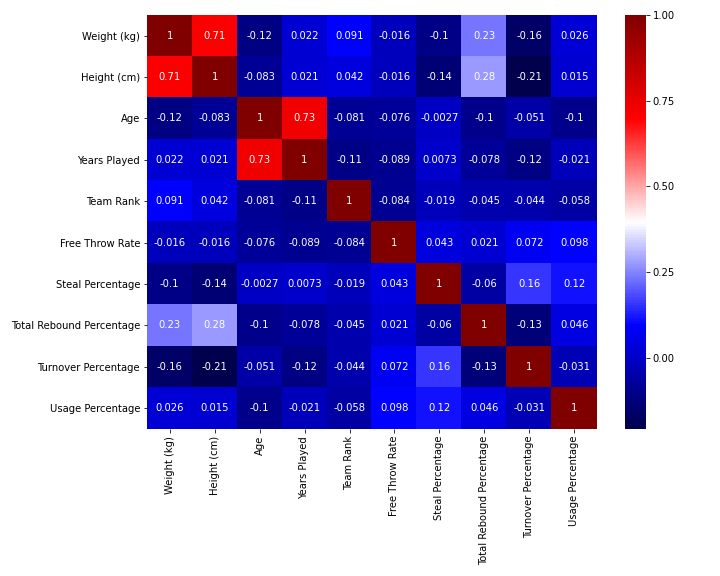 Weight (kg) 1 0.71 -0.12 0.022 0.091 -0.016 -0.1 0.23 -0.16 0.026
Height (cm) 0.71 1 -0.083 0.021 0.042 -0.016 -0.14 0.28 -0.21 0.015
Age -0.12 -0.083 1 0.73 -0.081 -0.076 -0.0027 -0.1 -0.051 -0.1
Years Played 0.022 0.021 0.73 1 -0.11 -0.089 0.0073 -0.078 -0.12 -0.021
Team Rank 0.091 0.042 -0.081 -0.11 1 -0.084 -0.019 -0.045 -0.044 -0.058
Free Throw Rate -0.016 -0.016 -0.076 -0.089 -0.084 1 0.043 0.021 0.072 0.098
Steal Percentage -0.1 -0.14 -0.0027 0.0073 -0.019 0.043 1 -0.06 0.16 0.12
Total Rebound Percentage 0.23 0.28 -0.1 -0.078 -0.045 0.021 -0.06 1 -0.13 0.046
Turnover Percentage -0.16 -0.21 -0.051 -0.12 -0.044 0.072 0.16 -0.13 1 -0.031
Usage Percentage 0.026 0.015 -0.1 -0.021 -0.058 0.098 0.12 0.046 -0.031 1
Weight (kg)
Height (cm)
Age
Years Played
Team Rank
Free Throw Rate
Steal Percentage
Total Rebound Percentage
Turnover Percentage
Usage Percentage
1.00
0.75
0.50
0.25
0.00